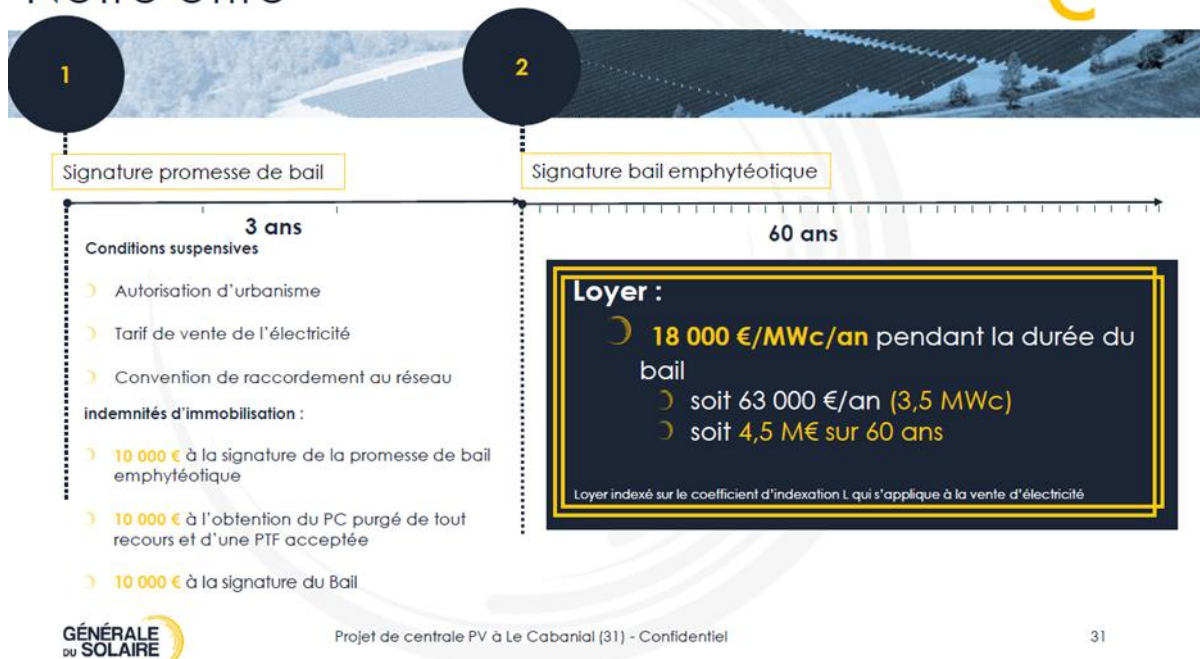 Notre offre
1
2
Signature promesse de bail
Signature bail emphytéotique
3 ans
60 ans
Conditions suspensives
Autorisation d'urbanisme
Tarif de vente de l'électricité
Convention de raccordement au réseau
indemnités d'immobilisation :
10 000 € à la signature de la promesse de bail
emphytéotique
10 000 € à l'obtention du PC purgé de tout
recours et d'une PTF acceptée
10 000 € à la signature du Bail
Loyer :
18 000 €/MWc/an pendant la durée du
bail
soit 63 000 €/an (3,5 MWc)
soit 4,5 M€ sur 60 ans
Loyer indexé sur le coefficient d'indexation L qui s'applique à la vente d'électricité
GÉNÉRALE
DU SOLAIRE
Projet de centrale PV à Le Cabanial (31) - Confidentiel
31